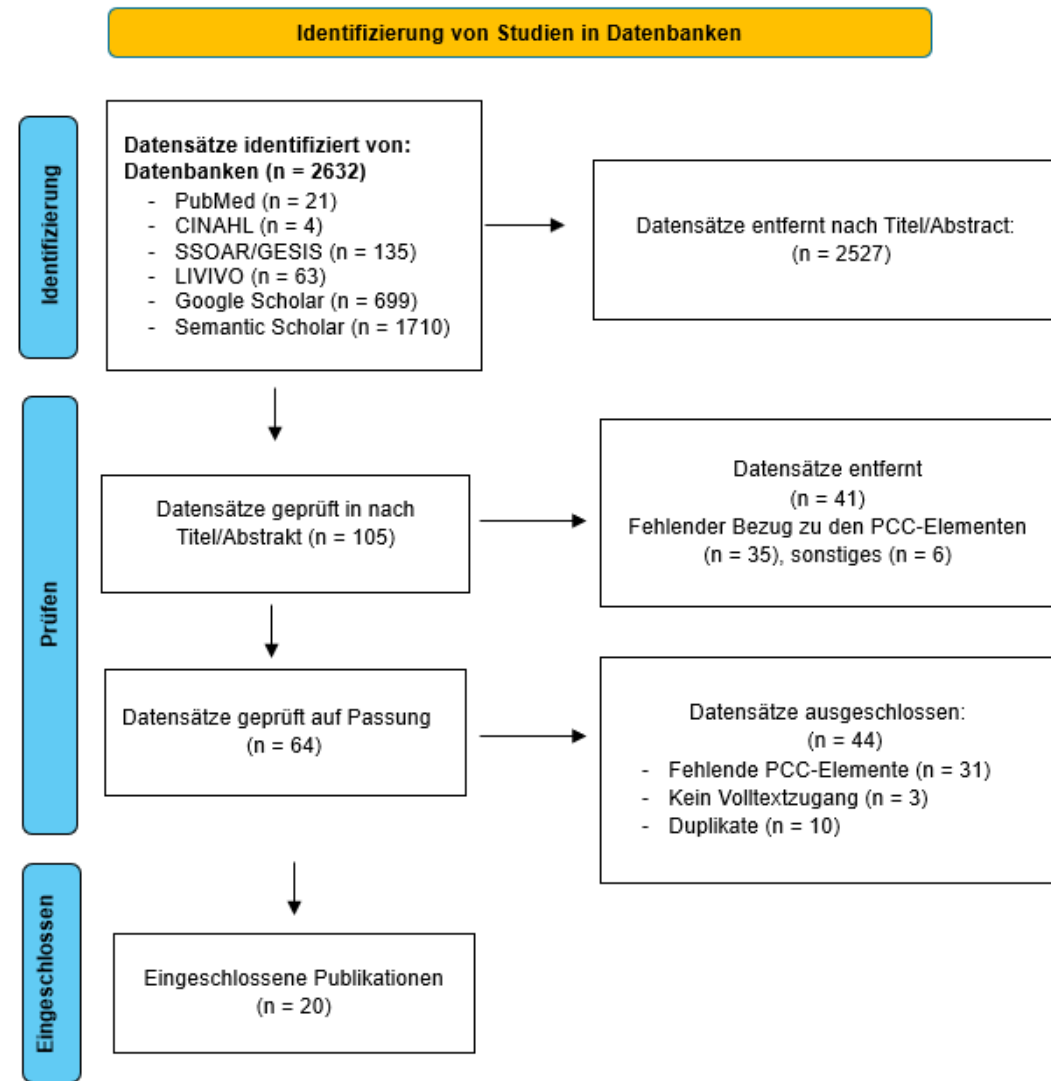 Identifizierung von Studien in Datenbanken
Identifizierung
Datensätze identifiziert von:
Datenbanken (n = 2632)
- PubMed (n = 21)
- CINAHL (n = 4)
- SSOAR/GESIS (n = 135)
- LIVIVO (n = 63)
- Google Scholar (n = 699)
- Semantic Scholar (n = 1710)
Datensätze entfernt nach Titel/Abstract:
(n = 2527)
Prüfen
Datensätze geprüft in nach
Titel/Abstrakt (n = 105)
Datensätze entfernt
(n = 41)
Fehlender Bezug zu den PCC-Elementen
(n = 35), sonstiges (n = 6)
Datensätze geprüft auf Passung
(n = 64)
Datensätze ausgeschlossen:
(n = 44)
- Fehlende PCC-Elemente (n = 31)
- Kein Volltextzugang (n = 3)
- Duplikate (n = 10)
Eingeschlossen
Eingeschlossene Publikationen
(n = 20)